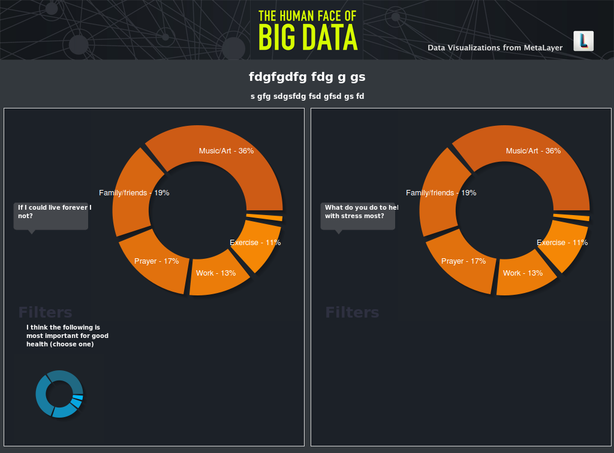 THE HUMAN FACE OF
BIG DATA
Data Visualizations from MetaLayer
L
fdgfgdfg fdg g gs
s gfg sdgsfdg fsd gfsd gs fd
Music/Art - 36%
Family/friends - 19%
If I could live forever I
not?
Exercise - 11%
Prayer - 17%
Work - 13%
Filters
I think the following is
most important for good
health (choose one)
Music/Art - 36%
Family/friends - 19%
What do you do to hel
with stress most?
Exercise - 11%
Prayer - 17%
Work - 13%
Filters